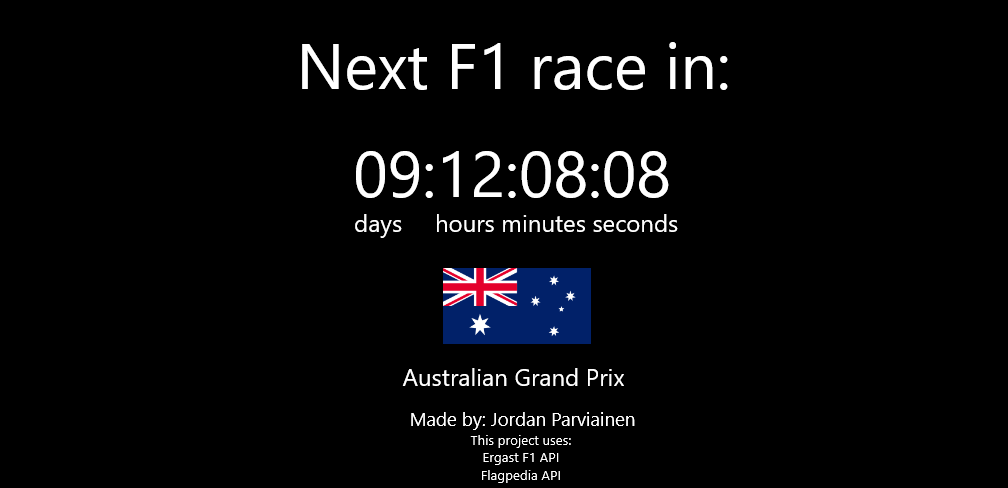 Next F1 race in:
09:12:08:08
days hours minutes seconds
Australian Grand Prix
Made by: Jordan Parviainen
This project uses:
Ergast F1 API
Flagpedia API